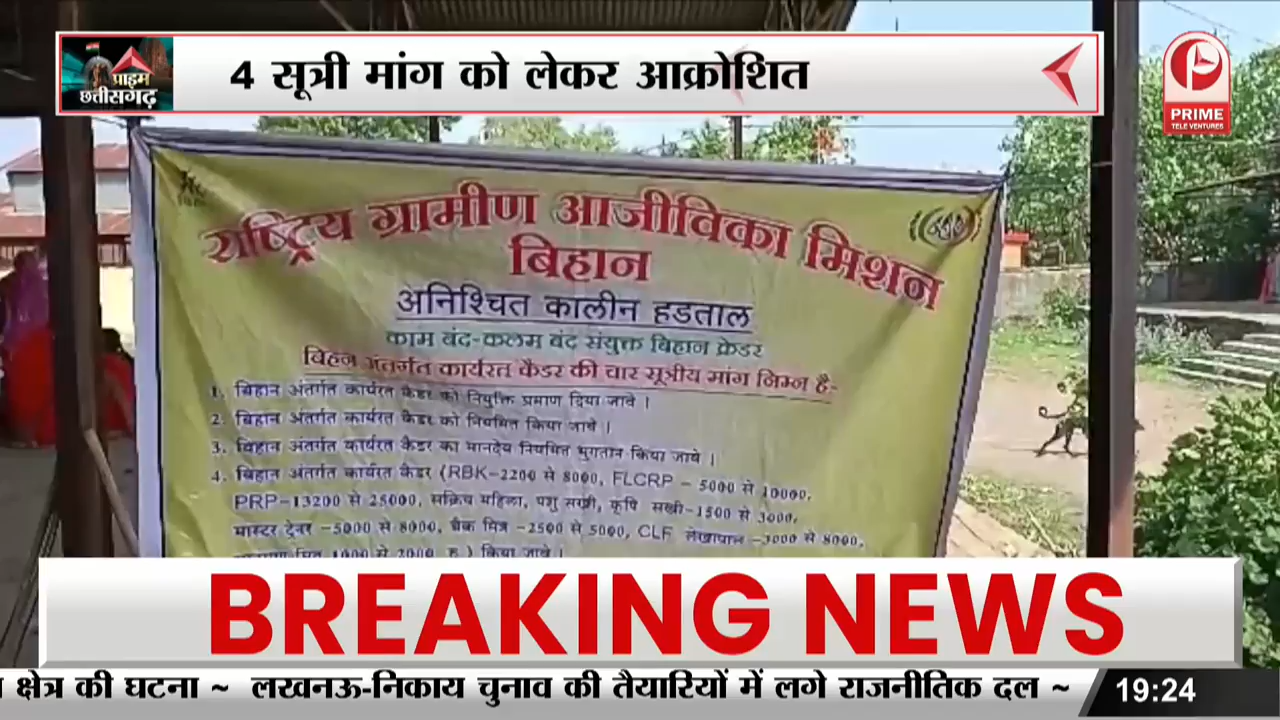 प्राइम
छत्तीसगढ़
4 सूत्री मांग को लेकर आक्रोशित
PRIME
TELE VENTURES
राष्ट्रिय ग्रामीण आजीविका मिशन
बिहान
अनिश्चित कालीन हडताल
काम बंद-कलम बंद संयुक्त बिहान क्रेडर
बिहन अंतर्गत कार्यरत कैडर की चार सूत्रीय मांग निम्न है-
1. बिहान अंतर्गत कार्यरत कैडर को नियुक्ति प्रमाण दिया जावे ।
2. बिहान अंतर्गत कार्यरत कैडर को नियमित किया जाये ।
3. बिहान अंतर्गत कार्यरत कैडर का मानदेय नियमित भुगतान किया जाये ।
4. बिहान अंतर्गत कार्यरत कैडर (RBK-2200 से 8000, FLCRP - 5000 से 10000,
PRP-13200 से 25000, सक्रिय महिला, पशु सखी, कृषि सखी-1500 से 3000,
मास्टर ट्रेनर -5000 से 8000, बैंक मित्र -2500 से 5000, CLF लेखापाल -3000 से 8000,
मित्र 1000 से 2000 ह.) किया जावे ।
BREAKING NEWS
क्षेत्र की घटना ~ लखनऊ-निकाय चुनाव की तैयारियों में लगे राजनीतिक दल ~
19:24